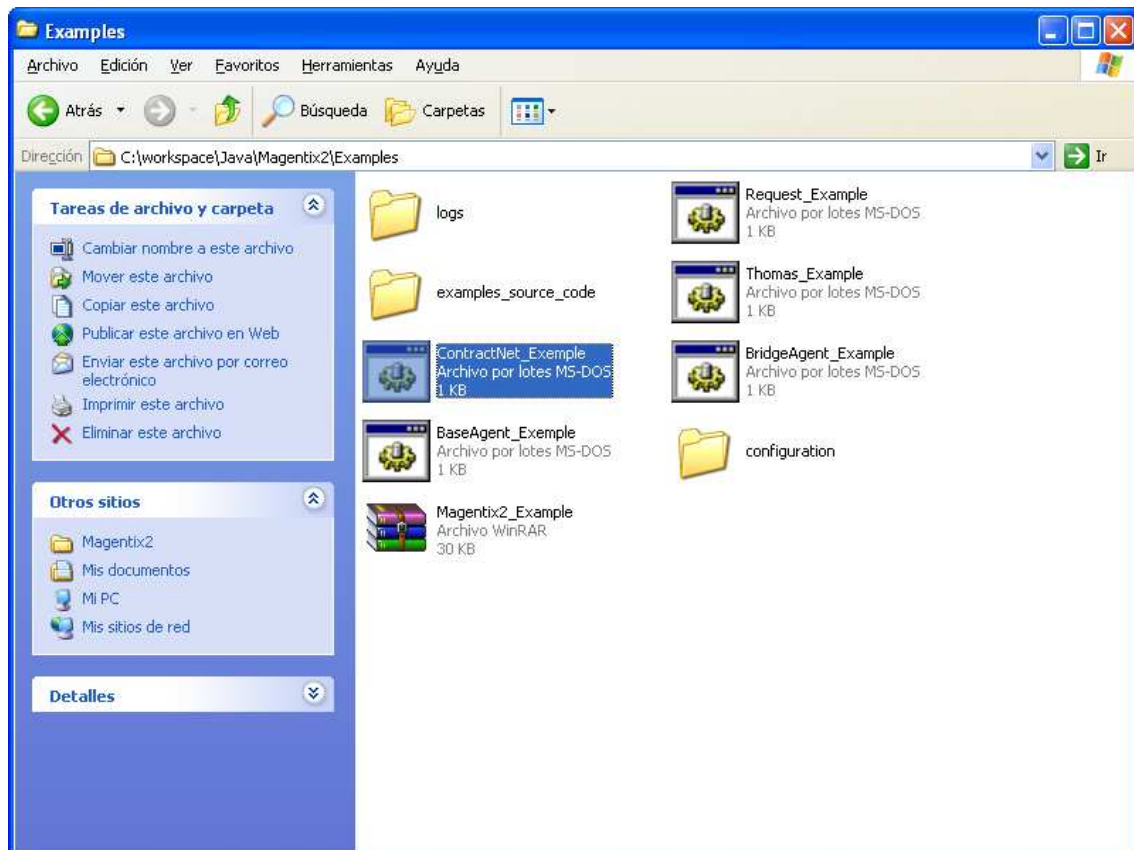 Examples
Archivo Edición Ver Favoritos Herramientas Ayuda
Atrás Búsqueda Carpetas
Dirección C:\workspace\Java\Magentix2\Examples Ir
Tareas de archivo y carpeta
Cambiar nombre a este archivo
Mover este archivo
Copiar este archivo
Publicar este archivo en Web
Enviar este archivo por correo
electrónico
Imprimir este archivo
Eliminar este archivo
Otros sitios
Magentix2
Mis documentos
Mi PC
Mis sitios de red
Detalles
logs
examples_source_code
ContractNet_Exemple
Archivo por lotes MS-DOS
1 KB
BaseAgent_Exemple
Archivo por lotes MS-DOS
1 KB
Magentix2_Example
Archivo WinRAR
30 KB
Request_Example
Archivo por lotes MS-DOS
1 KB
Thomas_Example
Archivo por lotes MS-DOS
1 KB
BridgeAgent_Example
Archivo por lotes MS-DOS
1 KB
configuration